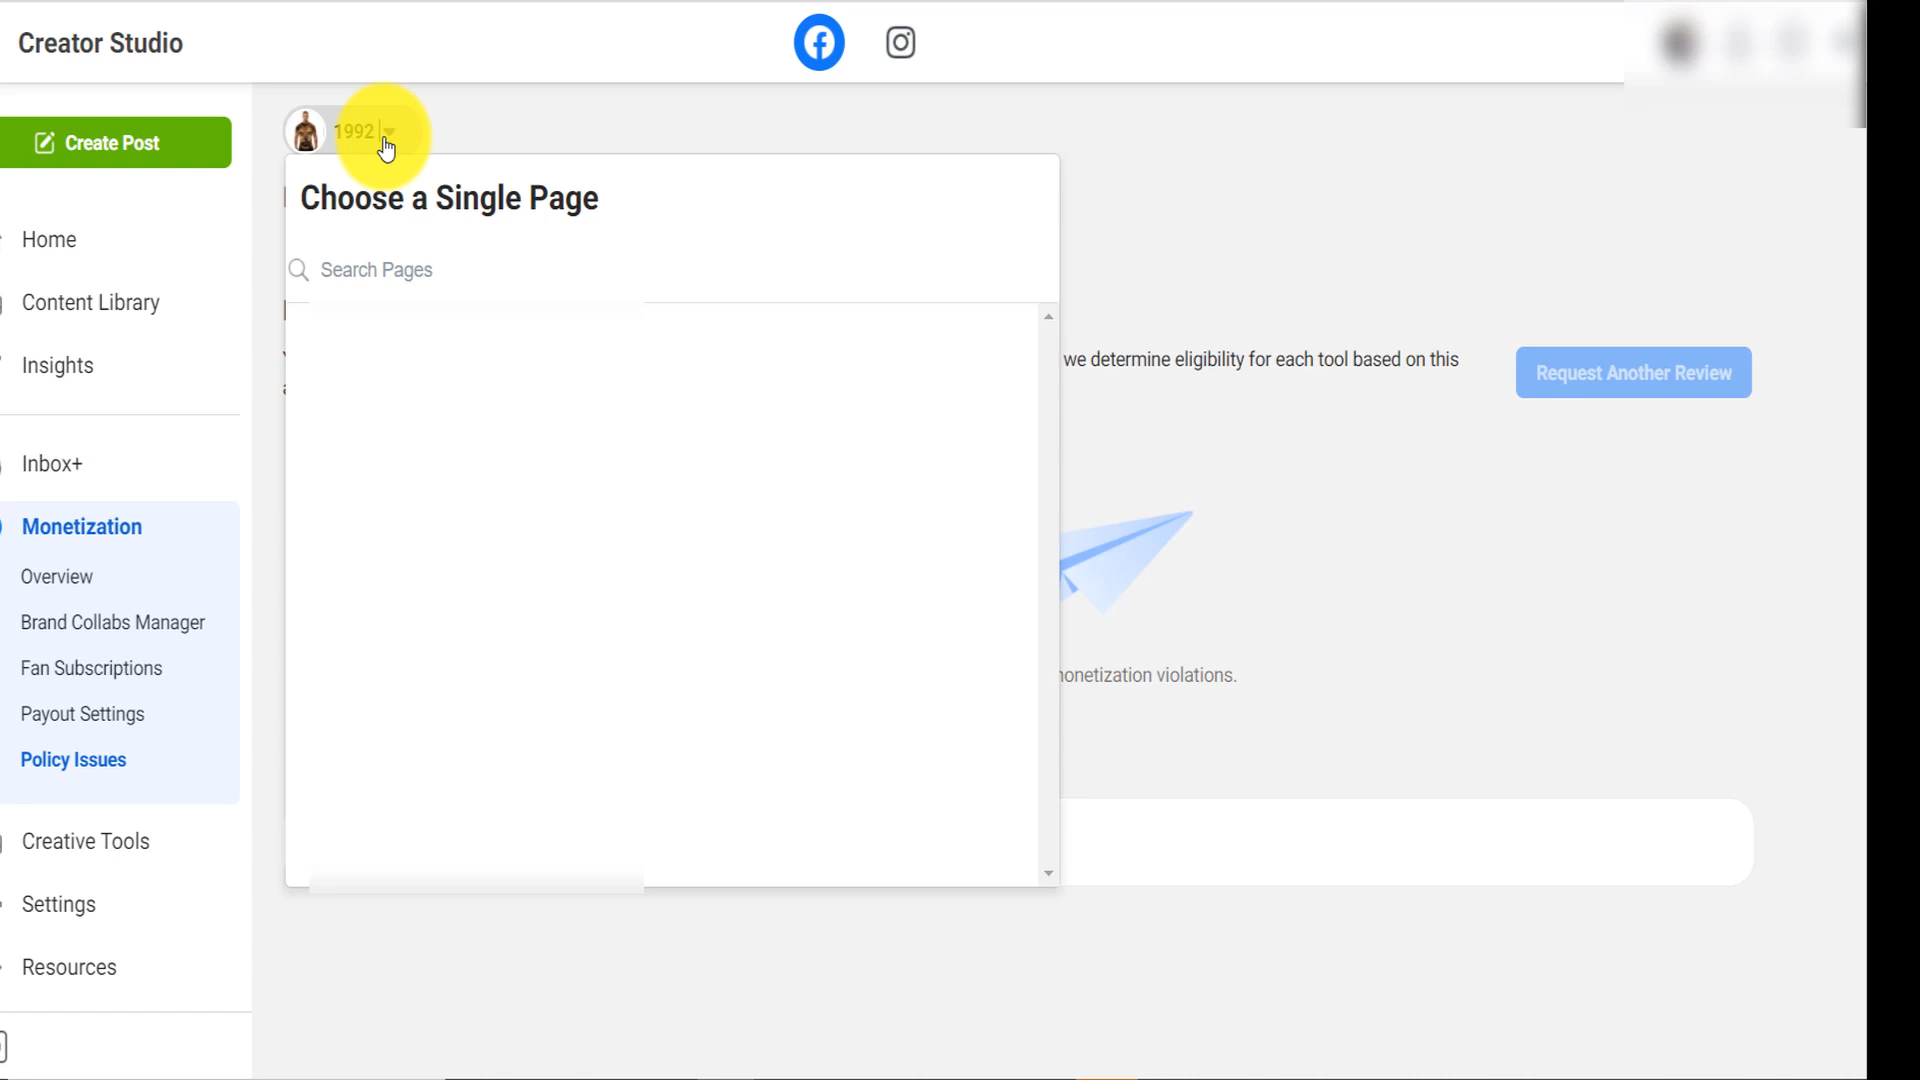 Creator Studio
Create Post
1992
Choose a Single Page
Search Pages
Home
Content Library
Insights
we determine eligibility for each tool based on this
Request Another Review
Inbox+
Monetization
Overview
Brand Collabs Manager
Fan Subscriptions
Payout Settings
Policy Issues
monetization violations.
Creative Tools
Settings
Resources